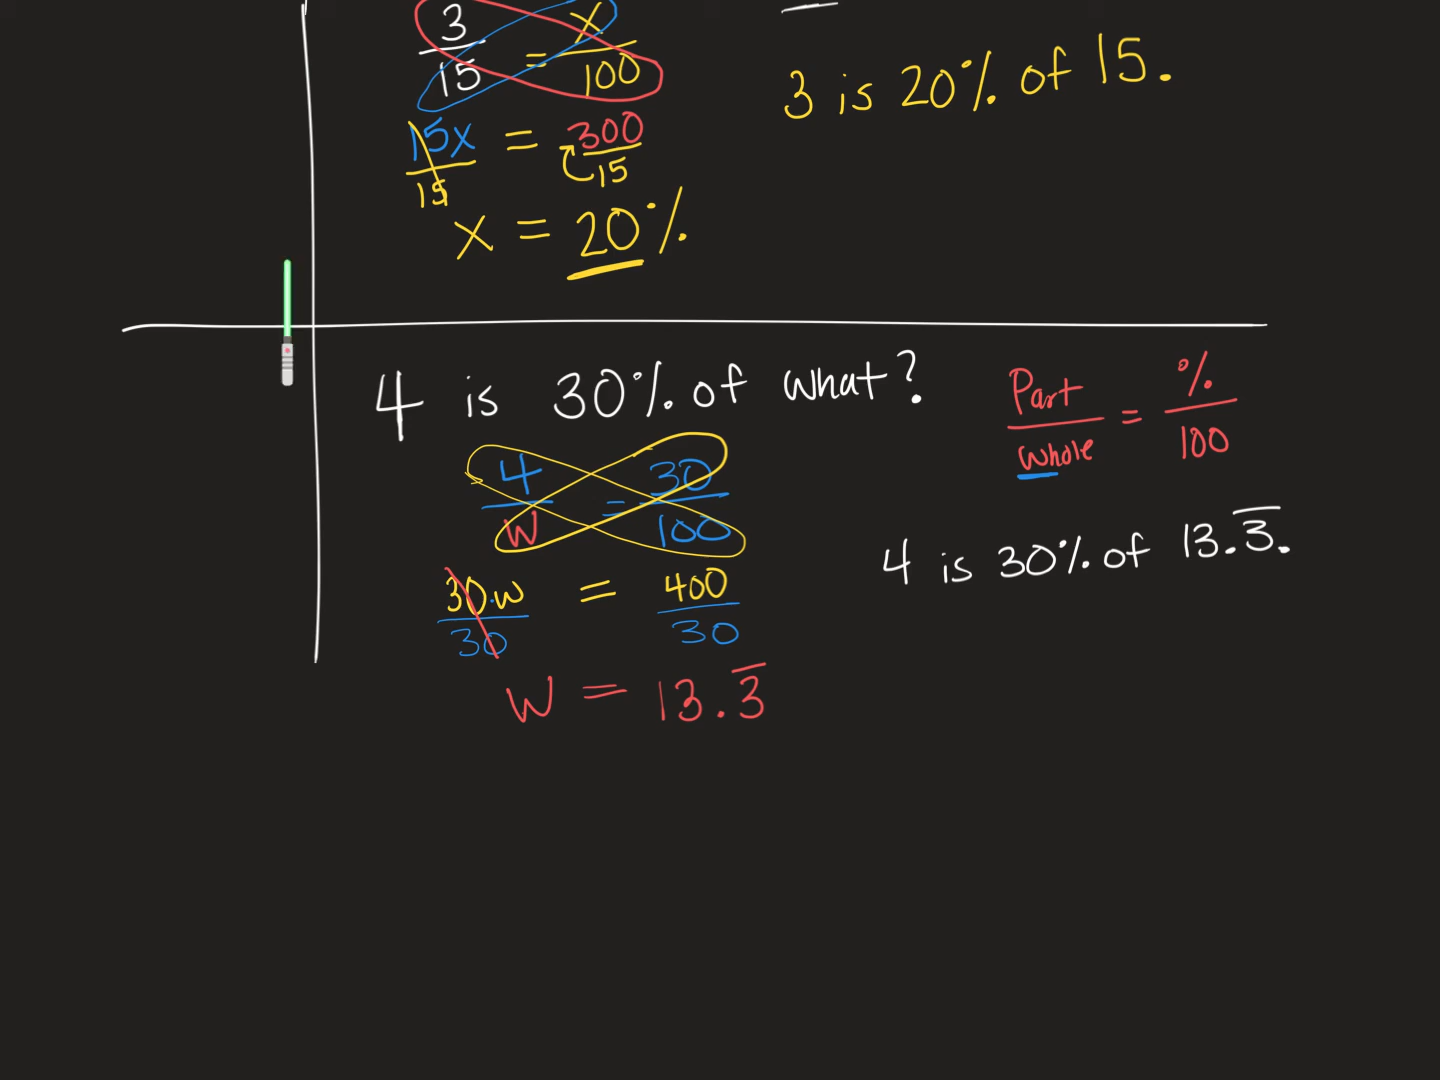 3/15 = x/100
3 is 20% of 15.
15x/15 = 300/15
x = 20%
4 is 30% of what?
Part/whole = %/100
4/w = 30/100
4 is 30% of 13.3̅.
30·w/30 = 400/30
w = 13.3̅